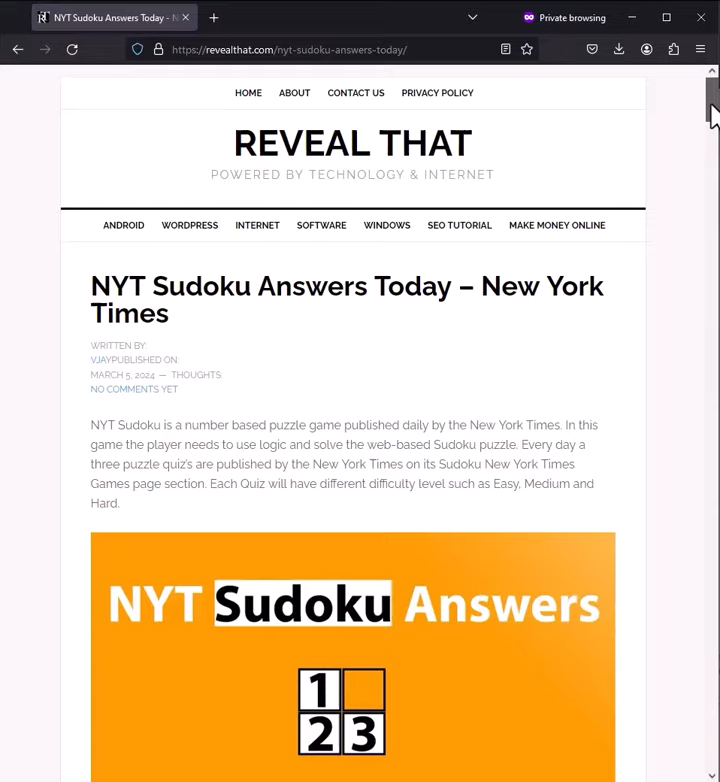 NYT Sudoku Answers Today - N
Private browsing
https://revealthat.com/nyt-sudoku-answers-today/
HOME ABOUT CONTACT US PRIVACY POLICY
REVEAL THAT
POWERED BY TECHNOLOGY & INTERNET
ANDROID WORDPRESS INTERNET SOFTWARE WINDOWS SEO TUTORIAL MAKE MONEY ONLINE
NYT Sudoku Answers Today – New York
Times
WRITTEN BY:
VJAYPUBLISHED ON:
MARCH 5, 2024 — THOUGHTS:
NO COMMENTS YET
NYT Sudoku is a number based puzzle game published daily by the New York Times. In this
game the player needs to use logic and solve the web-based Sudoku puzzle. Every day a
three puzzle quiz's are published by the New York Times on its Sudoku New York Times
Games page section. Each Quiz will have different difficulty level such as Easy, Medium and
Hard.
NYT Sudoku Answers
1
2 3